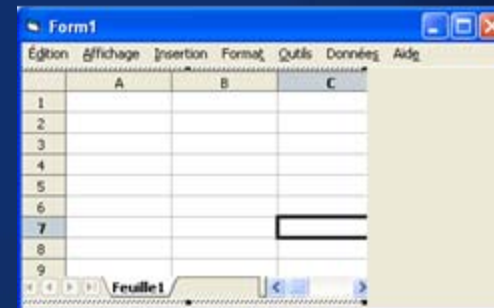 Form1
Édition Affichage Insertion Format Outils Données Aide
A B C
1
2
3
4
5
6
7
8
9
Feuille1